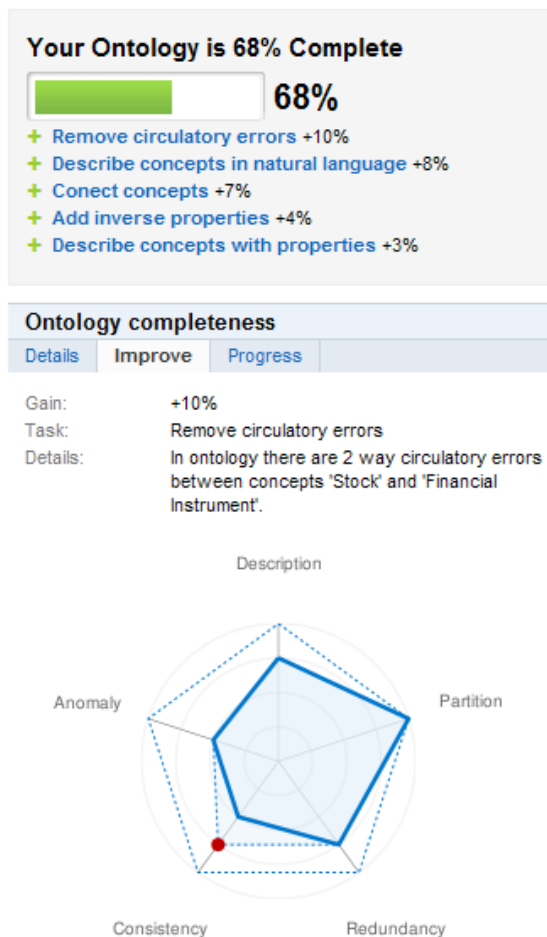 Your Ontology is 68% Complete
68%
+ Remove circulatory errors +10%
+ Describe concepts in natural language +8%
+ Conect concepts +7%
+ Add inverse properties +4%
+ Describe concepts with properties +3%
Ontology completeness
Details Improve Progress
Gain: +10%
Task: Remove circulatory errors
Details: In ontology there are 2 way circulatory errors
between concepts 'Stock' and 'Financial
Instrument'.
Description
Anomaly
Partition
Consistency
Redundancy